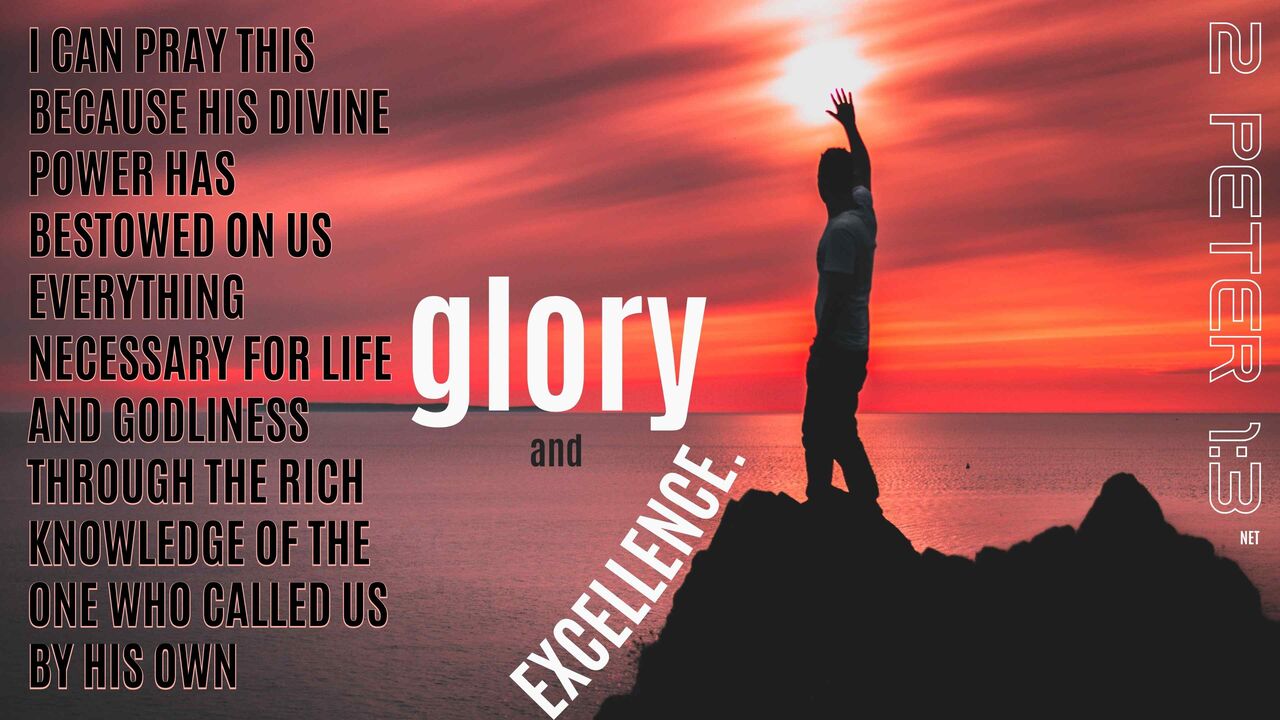 I CAN PRAY THIS
BECAUSE HIS DIVINE
POWER HAS
BESTOWED ON US
EVERYTHING
NECESSARY FOR LIFE
AND GODLINESS
THROUGH THE RICH
KNOWLEDGE OF THE
ONE WHO CALLED US
BY HIS OWN
glory
and
EXCELLENCE.
2 PETER 1:3
NET